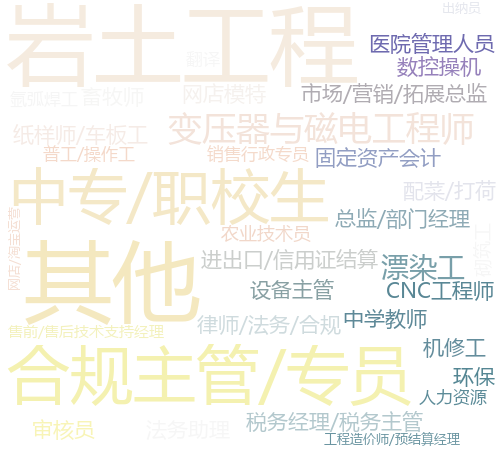 出纳员
岩土工程
医院管理人员
翻译
数控操机
氩弧焊工
畜牧师
网店模特
市场/营销/拓展总监
纸样师/车板工
变压器与磁电工程师
普工/操作工
销售行政专员
固定资产会计
中专/职校生
配菜/打荷
网店/淘宝运营
总监/部门经理
农业技术员
其他
进出口/信用证结算
漂染工
设备主管
CNC工程师
律师/法务/合规
中学教师
售前/售后技术支持经理
机修工
合规主管/专员
环保
人力资源
审核员
法务助理
税务经理/税务主管
工程造价师/预结算经理